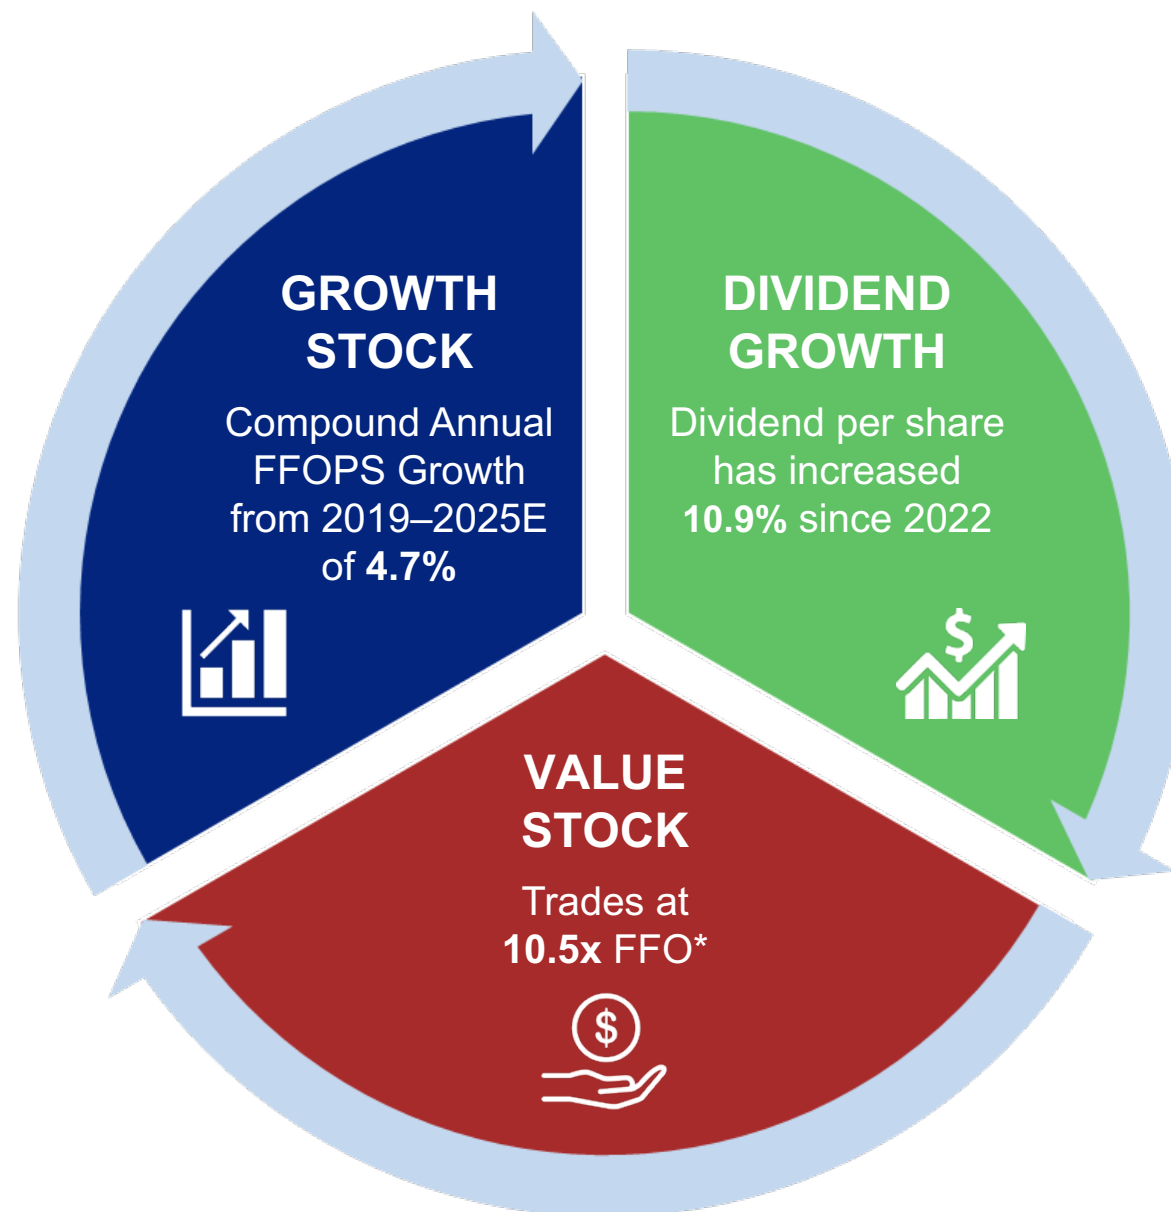 GROWTH
STOCK
Compound Annual
FFOPS Growth
from 2019–2025E
of 4.7%
DIVIDEND
GROWTH
Dividend per share
has increased
10.9% since 2022
$
VALUE
STOCK
Trades at
10.5x FFO*
$